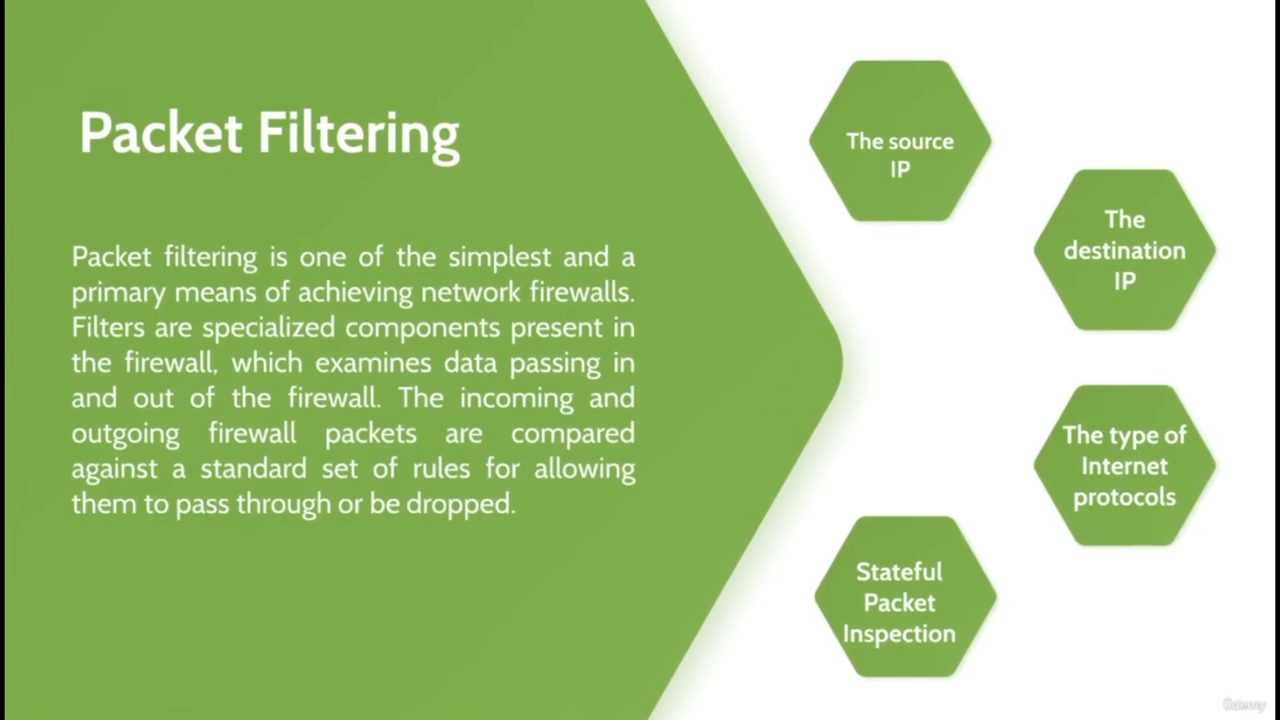 Packet Filtering
Packet filtering is one of the simplest and a
primary means of achieving network firewalls.
Filters are specialized components present in
the firewall, which examines data passing in
and out of the firewall. The incoming and
outgoing firewall packets are compared
against a standard set of rules for allowing
them to pass through or be dropped.
The source
IP
The
destination
IP
The type of
Internet
protocols
Stateful
Packet
Inspection
Udemy